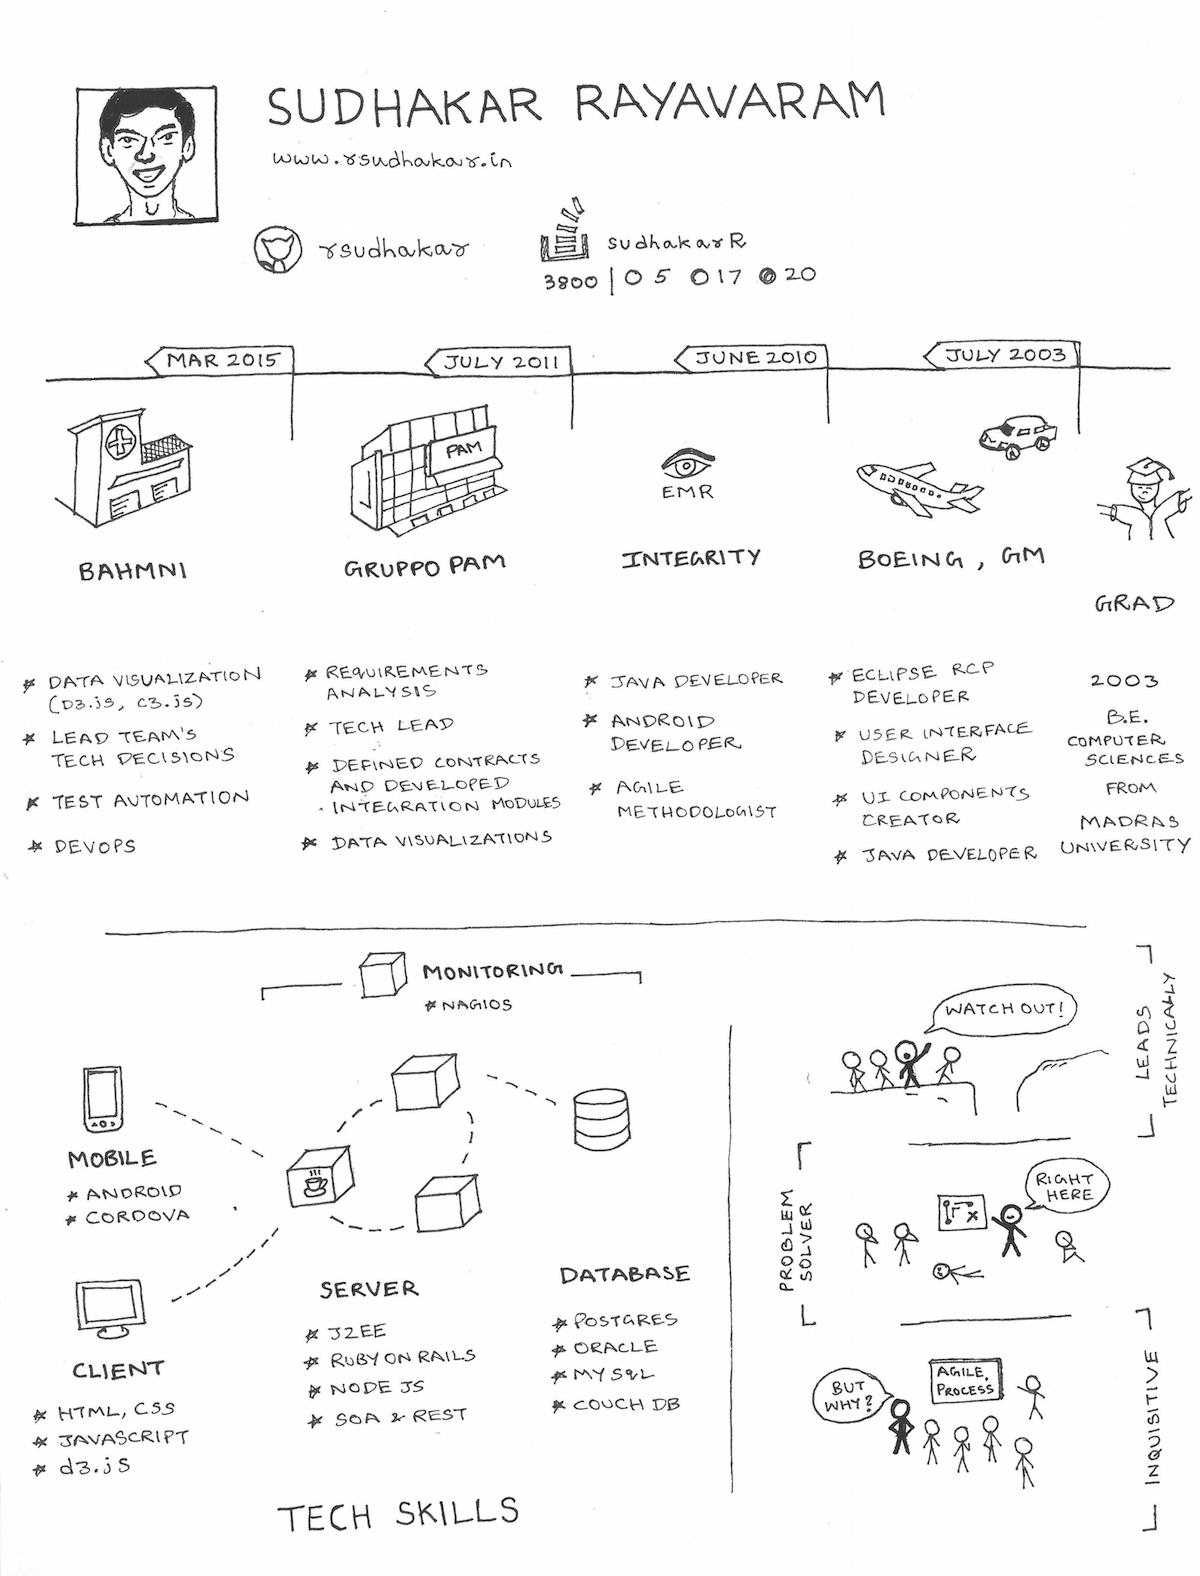 SUDHAKAR RAYAVARAM
www.rsudhakar.in
rsudhakar
sudhakarR
3800 | 5 17 20
MAR 2015
JULY 2011
JUNE 2010
JULY 2003
BAHMNI
DATA VISUALIZATION
(D3.js, C3.js)
LEAD TEAM'S
TECH DECISIONS
TEST AUTOMATION
DEVOPS
PAM
GRUPPO PAM
REQUIREMENTS
ANALYSIS
TECH LEAD
DEFINED CONTRACTS
AND DEVELOPED
INTEGRATION MODULES
DATA VISUALIZATIONS
EMR
INTEGRITY
JAVA DEVELOPER
ANDROID
DEVELOPER
AGILE
METHODOLOGIST
BOEING, GM
ECLIPSE RCP
DEVELOPER
USER INTERFACE
DESIGNER
UI COMPONENTS
CREATOR
JAVA DEVELOPER
GRAD
2003
B.E.
COMPUTER
SCIENCES
FROM
MADRAS
UNIVERSITY
MONITORING
NAGIOS
MOBILE
ANDROID
CORDOVA
CLIENT
HTML, CSS
JAVASCRIPT
d3.js
SERVER
J2EE
RUBY ON RAILS
NODE JS
SOA & REST
DATABASE
POSTGRES
ORACLE
MYSQL
COUCH DB
TECH SKILLS
WATCH OUT!
LEADS
TECHNICALLY
PROBLEM
SOLVER
RIGHT
HERE
BUT
WHY?
AGILE
PROCESS
INQUISITIVE